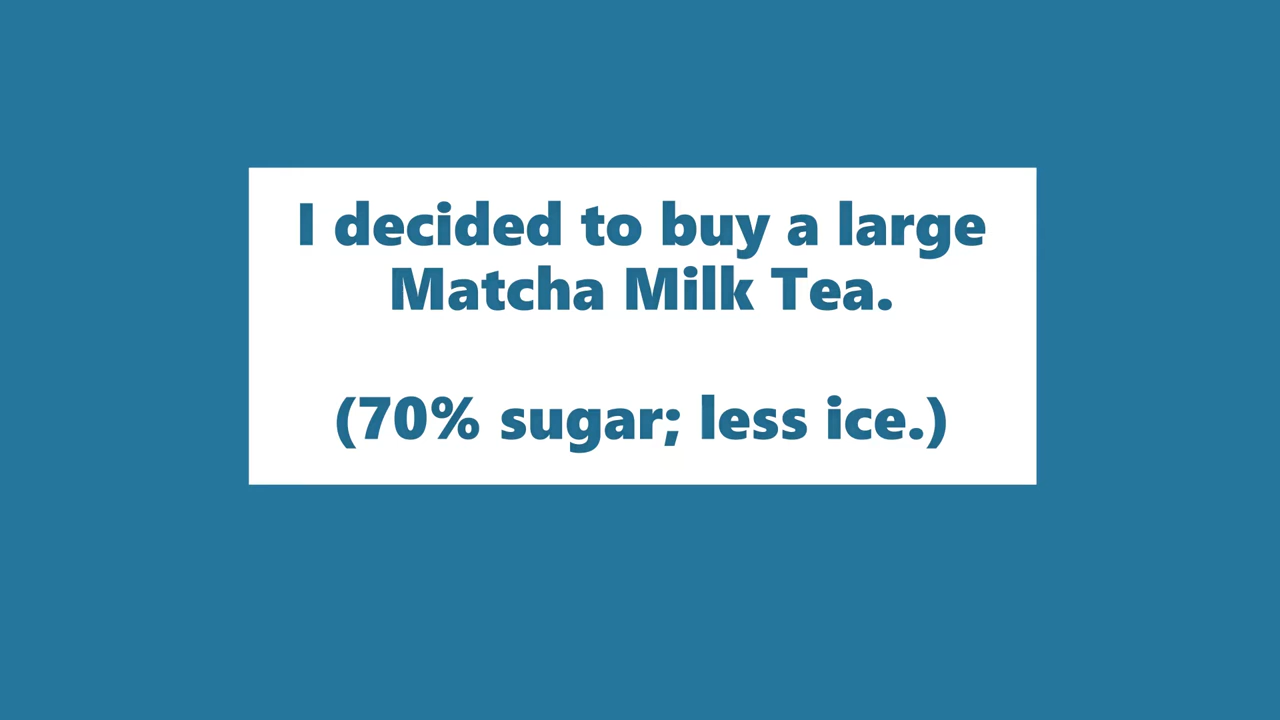 I decided to buy a large
Matcha Milk Tea.
(70% sugar; less ice.)